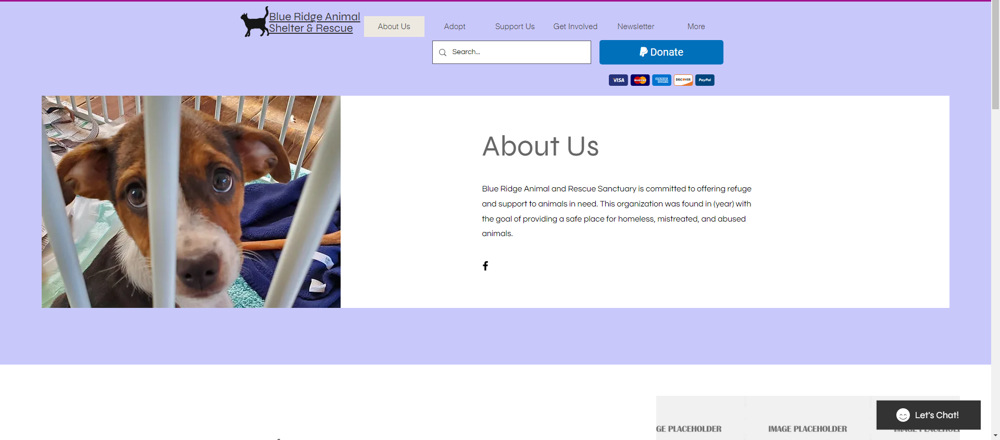 Blue Ridge Animal
Shelter & Rescue
About Us
Adopt
Support Us
Get Involved
Newsletter
More
Search...
Donate
VISA
MasterCard
AMERICAN EXPRESS
DISCOVER
PayPal
About Us
Blue Ridge Animal and Rescue Sanctuary is committed to offering refuge
and support to animals in need. This organization was found in (year) with
the goal of providing a safe place for homeless, mistreated, and abused
animals.
GE PLACEHOLDER
IMAGE PLACEHOLDER
Let's Chat!